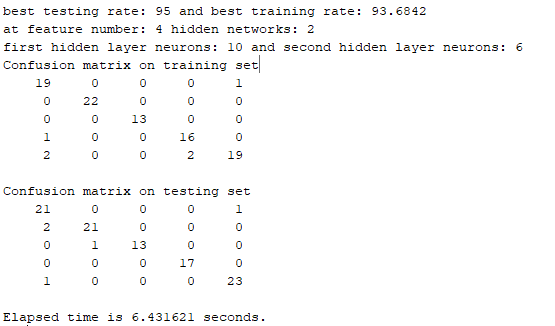 best testing rate: 95 and best training rate: 93.6842
at feature number: 4 hidden networks: 2
first hidden layer neurons: 10 and second hidden layer neurons: 6
Confusion matrix on training set
19 0 0 0 1
0 22 0 0 0
0 0 13 0 0
1 0 0 16 0
2 0 0 2 19
Confusion matrix on testing set
21 0 0 0 1
2 21 0 0 0
0 1 13 0 0
0 0 0 17 0
1 0 0 0 23
Elapsed time is 6.431621 seconds.